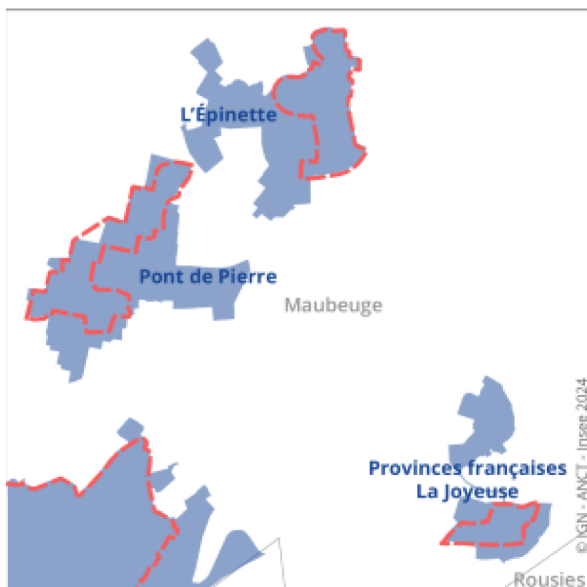 L'Épinette
Pont de Pierre
Maubeuge
Provinces françaises
La Joyeuse
Rousies
© IGN - ANCT - Insee 2024